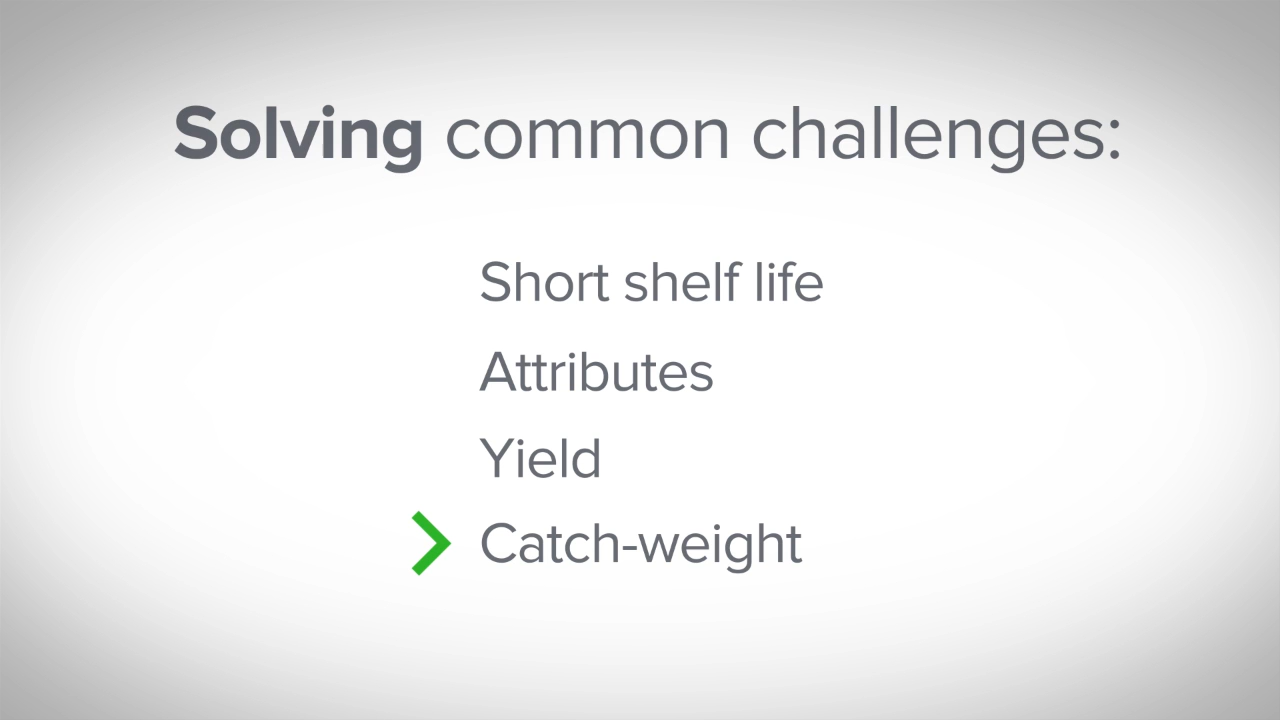 Solving common challenges:
Short shelf life
Attributes
Yield
Catch-weight